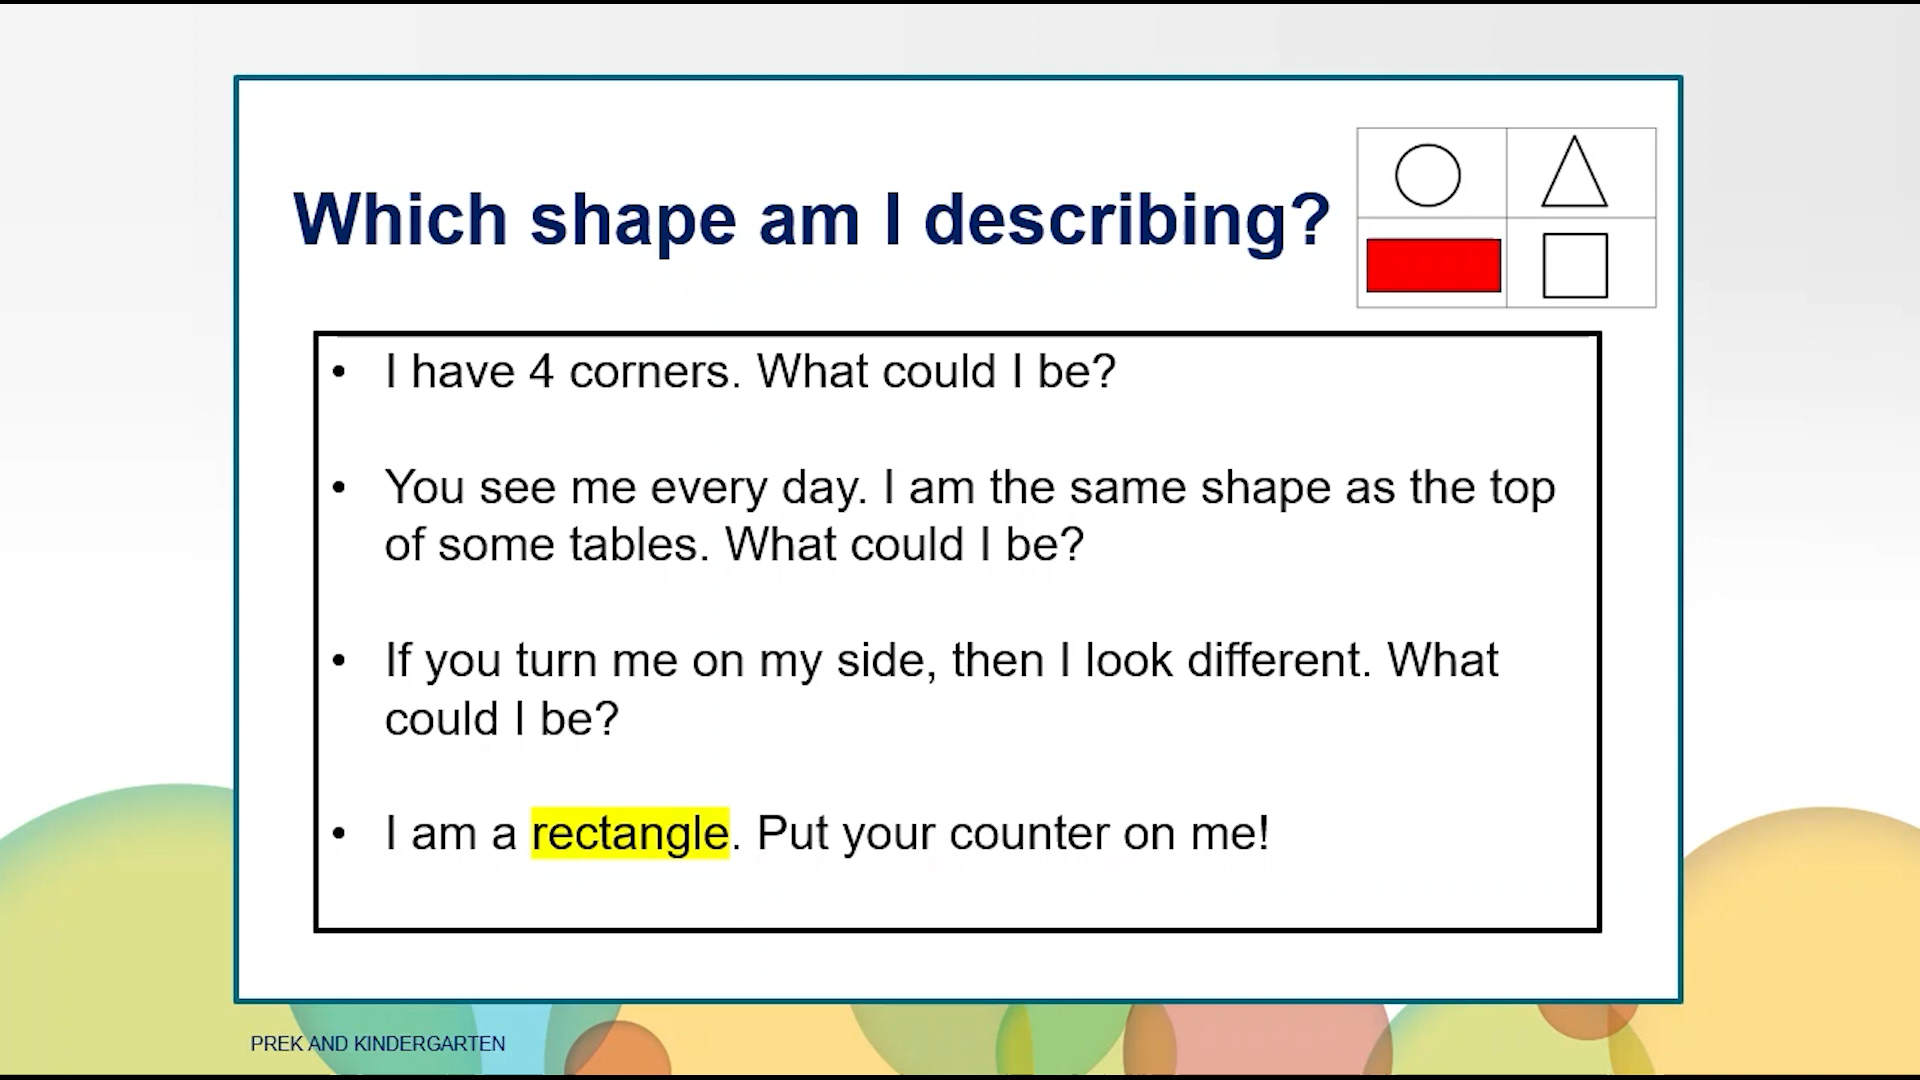 Which shape am I describing?
• I have 4 corners. What could I be?
• You see me every day. I am the same shape as the top
of some tables. What could I be?
• If you turn me on my side, then I look different. What
could I be?
• I am a rectangle. Put your counter on me!
PREK AND KINDERGARTEN